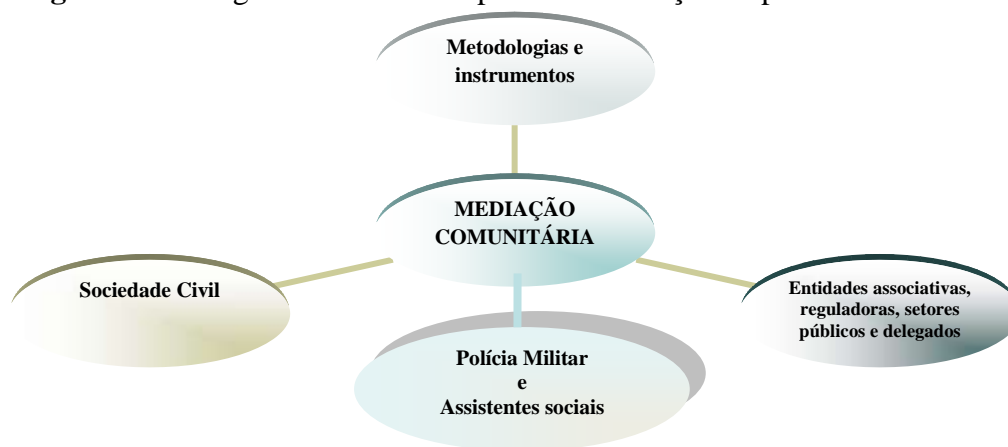 Metodologias e
instrumentos
MEDIAÇÃO
COMUNITÁRIA
Sociedade Civil
Entidades associativas,
reguladoras, setores
públicos e delegados
Polícia Militar
e
Assistentes sociais